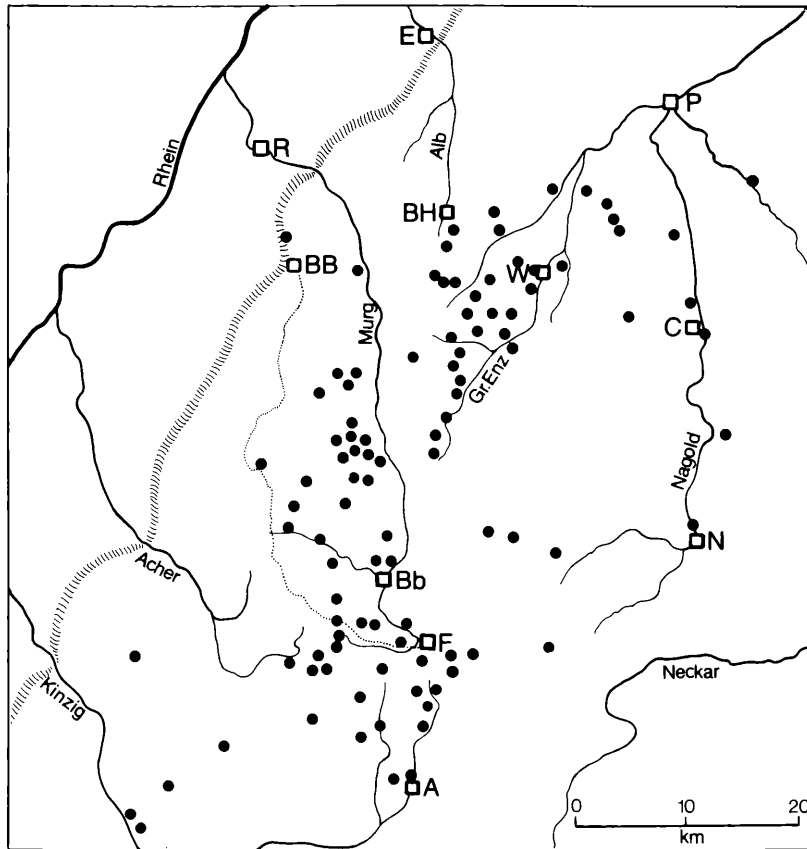 E
P
Rhein
R
Alb
BH
BB
W
Murg
C
Gr.Enz
Nagold
N
Acher
Bb
F
Neckar
Kinzig
A
0 10 20
km